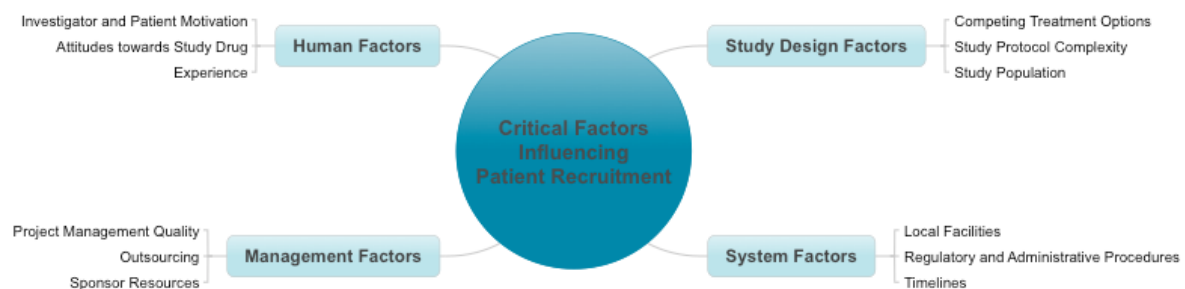 Investigator and Patient Motivation
Attitudes towards Study Drug
Experience
Human Factors
Study Design Factors
Competing Treatment Options
Study Protocol Complexity
Study Population
Critical Factors
Influencing
Patient Recruitment
Project Management Quality
Outsourcing
Sponsor Resources
Management Factors
System Factors
Local Facilities
Regulatory and Administrative Procedures
Timelines